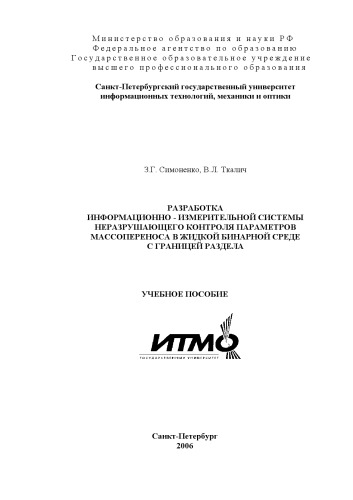 Министерство образования и науки РФ
Федеральное агентство по образованию
Государственное образовательное учреждение
высшего профессионального образования
Санкт-Петербургский государственный университет
информационных технологий, механики и оптики
З.Г. Симоненко, В.Л. Ткалич
РАЗРАБОТКА
ИНФОРМАЦИОННО - ИЗМЕРИТЕЛЬНОЙ СИСТЕМЫ
НЕРАЗРУШАЮЩЕГО КОНТРОЛЯ ПАРАМЕТРОВ
МАССОПЕРЕНОСА В ЖИДКОЙ БИНАРНОЙ СРЕДЕ
С ГРАНИЦЕЙ РАЗДЕЛА
УЧЕБНОЕ ПОСОБИЕ
ИТМО
ГОСУДАРСТВЕННЫЙ УНИВЕРСИТЕТ
Санкт-Петербург
2006